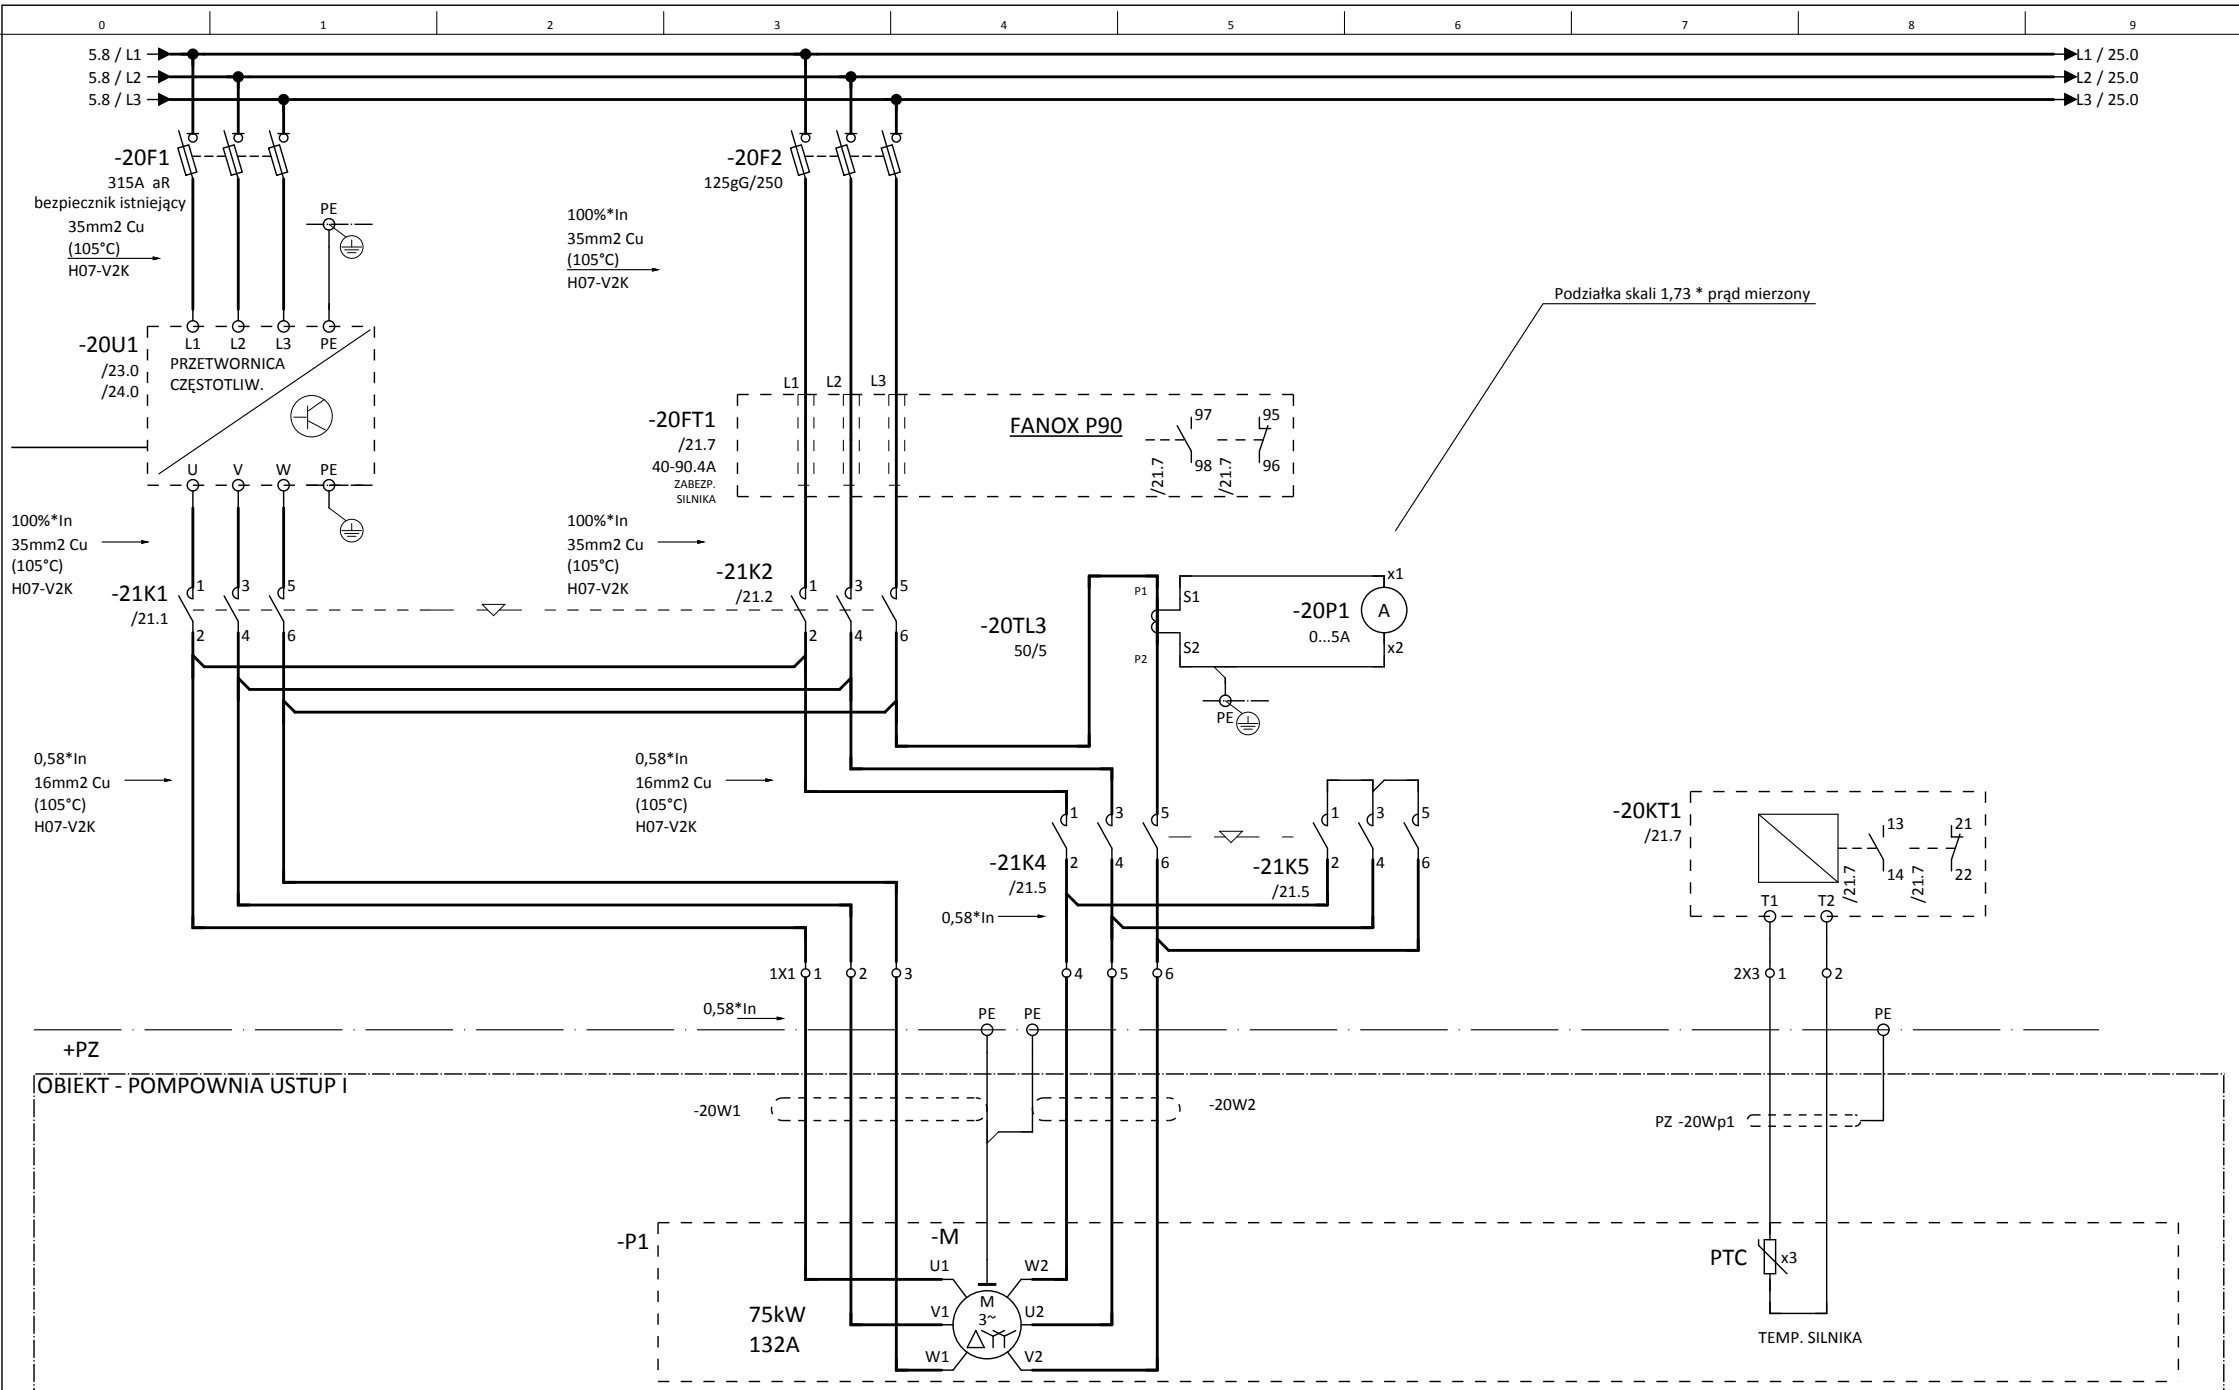 0 1 2 3 4 5 6 7 8 9
5.8 / L1
5.8 / L2
5.8 / L3
L1 / 25.0
L2 / 25.0
L3 / 25.0
-20F1
315A aR
bezpiecznik istniejący
35mm2 Cu
(105°C)
H07-V2K
PE
-20F2
125gG/250
100%*In
35mm2 Cu
(105°C)
H07-V2K
Podziałka skali 1,73 * prąd mierzony
-20U1
/23.0
/24.0
L1 L2 L3 PE
PRZETWORNICA
CZĘSTOTLIW.
U V W PE
L1 L2 L3
-20FT1
/21.7
40-90.4A
ZABEZP.
SILNIKA
FANOX P90
97
98
/21.7
95
96
/21.7
100%*In
35mm2 Cu
(105°C)
H07-V2K
-21K1
/21.1
1 3 5
2 4 6
100%*In
35mm2 Cu
(105°C)
H07-V2K
-21K2
/21.2
1 3 5
2 4 6
-20TL3
50/5
P1
P2
S1
S2
-20P1
0...5A
A
x1
x2
PE
0,58*In
16mm2 Cu
(105°C)
H07-V2K
0,58*In
16mm2 Cu
(105°C)
H07-V2K
-21K4
/21.5
1 3 5
2 4 6
-21K5
/21.5
1 3 5
2 4 6
0,58*In
-20KT1
/21.7
13
14
/21.7
21
22
/21.7
T1 T2
1X1 1 2 3 4 5 6
2X3 1 2
0,58*In
PE PE
PE
+PZ
OBIEKT - POMPOWNIA USTUP I
-20W1
-20W2
PZ -20Wp1
-P1
-M
75kW
132A
U1
V1
W1
M
3~
W2
U2
V2
PTC
x3
TEMP. SILNIKA